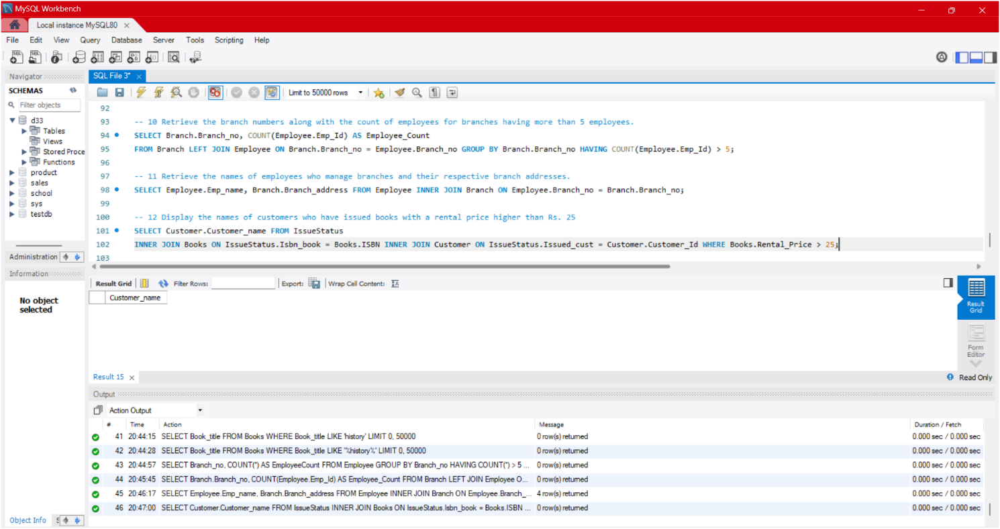 MySQL Workbench
Local instance MySQL80
File Edit View Query Database Server Tools Scripting Help
Navigator
SCHEMAS
Filter objects
d33
Tables
Views
Stored Proce
Functions
product
sales
school
sys
testdb
Administration
Information
No object
selected
Object Info S
SQL File 3*
Limit to 50000 rows
92
93 -- 10 Retrieve the branch numbers along with the count of employees for branches having more than 5 employees.
94 SELECT Branch.Branch_no, COUNT(Employee.Emp_Id) AS Employee_Count
95 FROM Branch LEFT JOIN Employee ON Branch.Branch_no = Employee.Branch_no GROUP BY Branch.Branch_no HAVING COUNT(Employee.Emp_Id) > 5;
96
97 -- 11 Retrieve the names of employees who manage branches and their respective branch addresses.
98 SELECT Employee.Emp_name, Branch.Branch_address FROM Employee INNER JOIN Branch ON Employee.Branch_no = Branch.Branch_no;
99
100 -- 12 Display the names of customers who have issued books with a rental price higher than Rs. 25
101 SELECT Customer.Customer_name FROM IssueStatus
102 INNER JOIN Books ON IssueStatus.Isbn_book = Books.ISBN INNER JOIN Customer ON IssueStatus.Issued_cust = Customer.Customer_Id WHERE Books.Rental_Price > 25;
103
Result Grid Filter Rows: Export: Wrap Cell Content:
Customer_name
Result
Grid
Form
Editor
Result 15
Read Only
Output
Action Output
# Time Action Message Duration / Fetch
41 20:44:15 SELECT Book_title FROM Books WHERE Book_title LIKE 'history' LIMIT 0, 50000 0 row(s) returned 0.000 sec / 0.000 sec
42 20:44:28 SELECT Book_title FROM Books WHERE Book_title LIKE '%history%' LIMIT 0, 50000 0 row(s) returned 0.000 sec / 0.000 sec
43 20:44:57 SELECT Branch_no, COUNT(*) AS EmployeeCount FROM Employee GROUP BY Branch_no HAVING COUNT(*) > 5 ... 0 row(s) returned 0.000 sec / 0.000 sec
44 20:45:45 SELECT Branch.Branch_no, COUNT(Employee.Emp_Id) AS Employee_Count FROM Branch LEFT JOIN Employee O... 0 row(s) returned 0.000 sec / 0.000 sec
45 20:46:17 SELECT Employee.Emp_name, Branch.Branch_address FROM Employee INNER JOIN Branch ON Employee.Branch_... 4 row(s) returned 0.000 sec / 0.000 sec
46 20:47:00 SELECT Customer.Customer_name FROM IssueStatus INNER JOIN Books ON IssueStatus.Isbn_book = Books.ISBN ... 0 row(s) returned 0.000 sec / 0.000 sec